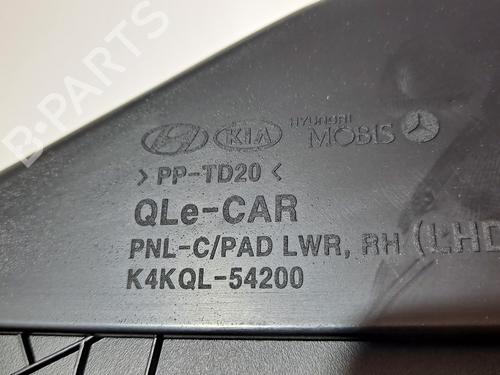 B-PARTS
KIA HYUNDAI MOBIS
>PP-TD20<
QLe-CAR
PNL-C/PAD LWR, RH (LHD
K4KQL-54200